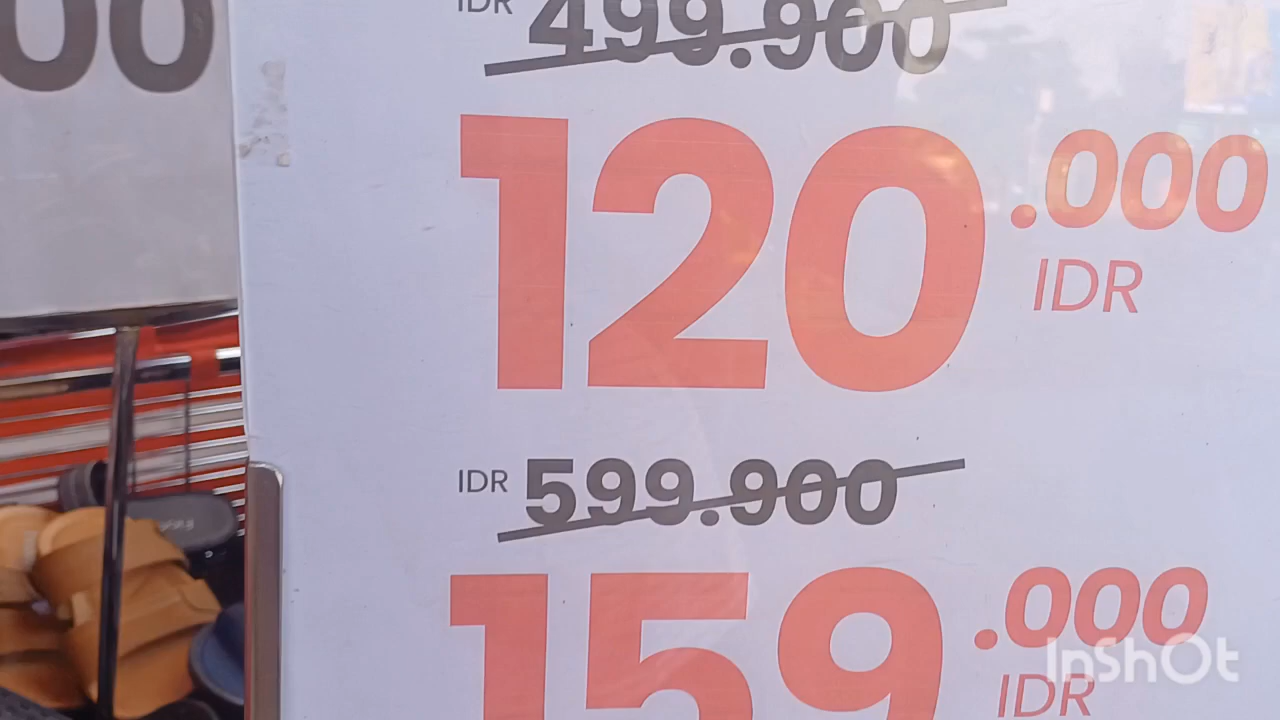 00
IDR 499.900
120.000
IDR
IDR 599.900
159.000
IDR
InShOt